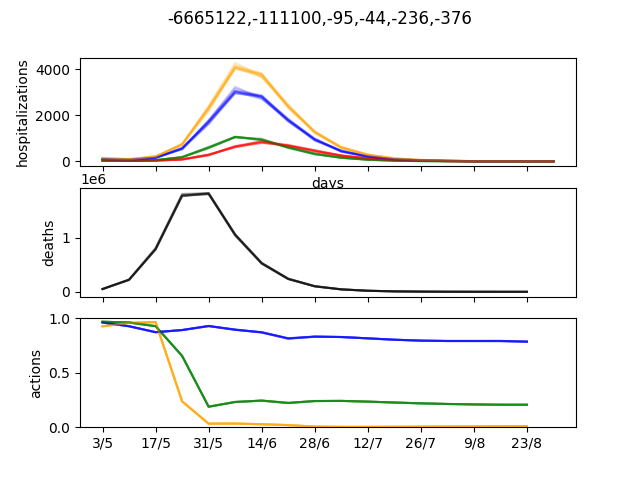 -6665122,-111100,-95,-44,-236,-376
4000
2000
0
hospitalizations
days
1e6
1
0
deaths
1.0
0.5
0.0
actions
3/5 17/5 31/5 14/6 28/6 12/7 26/7 9/8 23/8